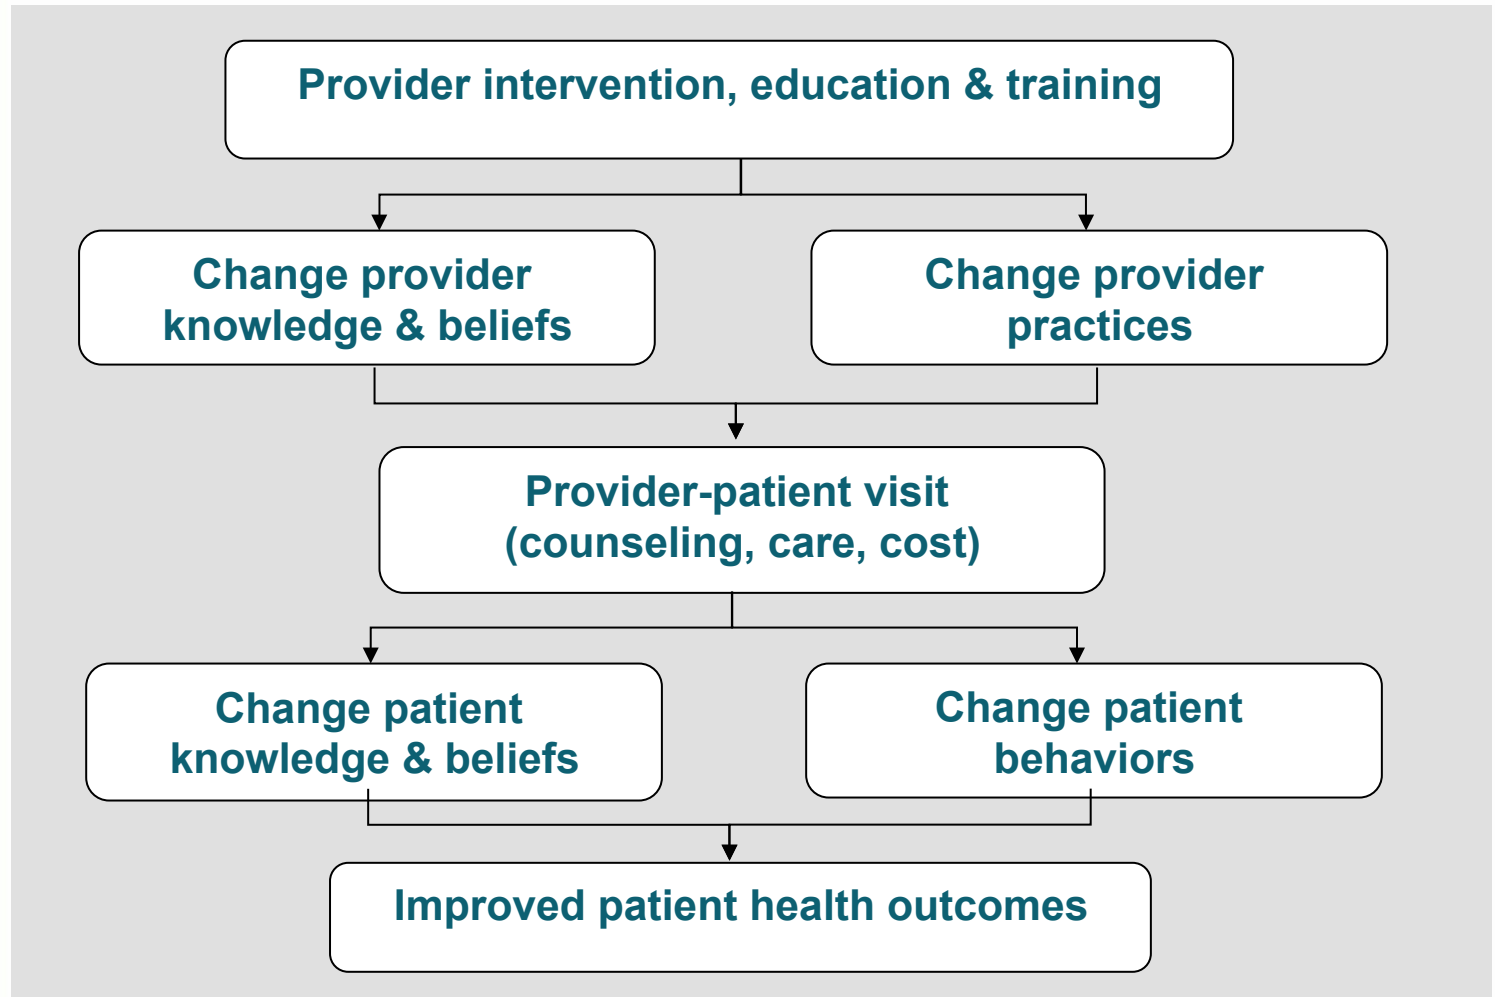 Provider intervention, education & training
Change provider
knowledge & beliefs
Change provider
practices
Provider-patient visit
(counseling, care, cost)
Change patient
knowledge & beliefs
Change patient
behaviors
Improved patient health outcomes